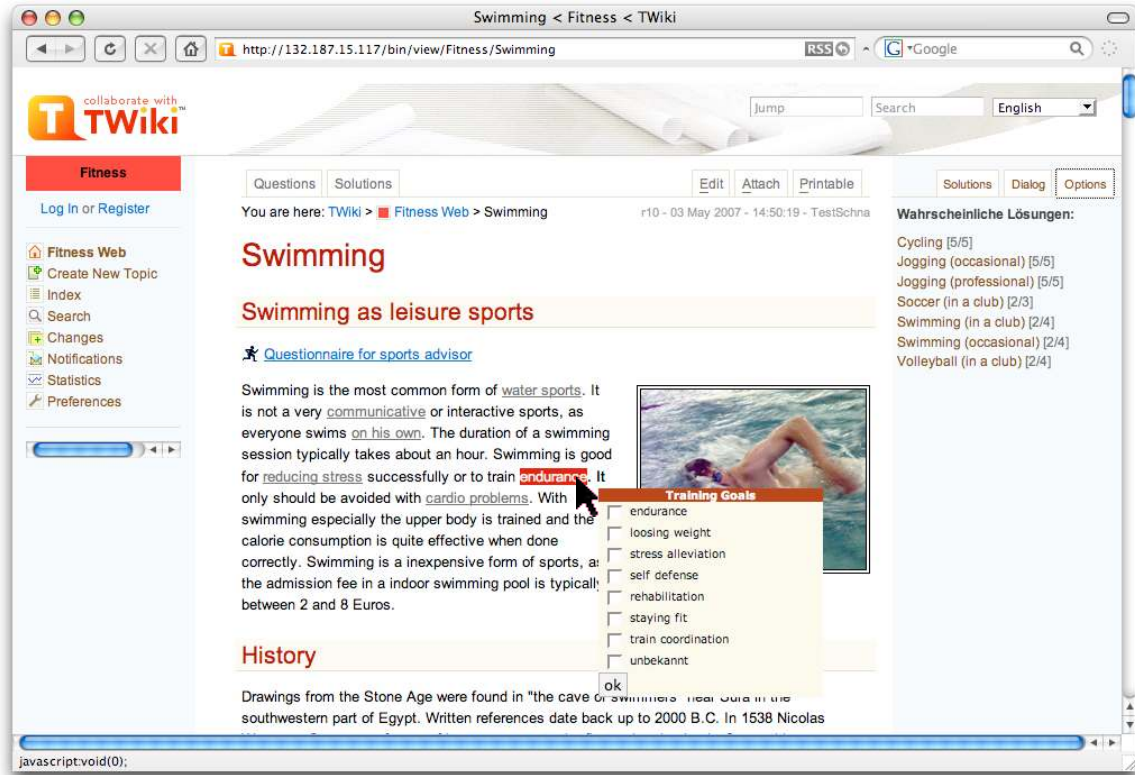 Swimming < Fitness < TWiki
http://132.187.15.117/bin/view/Fitness/Swimming
RSS
Google
collaborate with
TWiki™
Jump
Search
English
Fitness
Log In or Register
Fitness Web
Create New Topic
Index
Search
Changes
Notifications
Statistics
Preferences
Questions
Solutions
Edit
Attach
Printable
You are here: TWiki > Fitness Web > Swimming
r10 - 03 May 2007 - 14:50:19 - TestSchna
Swimming
Swimming as leisure sports
Questionnaire for sports advisor
Swimming is the most common form of water sports. It
is not a very communicative or interactive sports, as
everyone swims on his own. The duration of a swimming
session typically takes about an hour. Swimming is good
for reducing stress successfully or to train endurance. It
only should be avoided with cardio problems. With
swimming especially the upper body is trained and the
calorie consumption is quite effective when done
correctly. Swimming is a inexpensive form of sports, as
the admission fee in a indoor swimming pool is typically
between 2 and 8 Euros.
Training Goals
endurance
loosing weight
stress alleviation
self defense
rehabilitation
staying fit
train coordination
unbekannt
ok
History
Drawings from the Stone Age were found in "the cave of swimmers" near Sura in the
southwestern part of Egypt. Written references date back up to 2000 B.C. In 1538 Nicolas
Solutions
Dialog
Options
Wahrscheinliche Lösungen:
Cycling [5/5]
Jogging (occasional) [5/5]
Jogging (professional) [5/5]
Soccer (in a club) [2/3]
Swimming (in a club) [2/4]
Swimming (occasional) [2/4]
Volleyball (in a club) [2/4]
javascript:void(0);